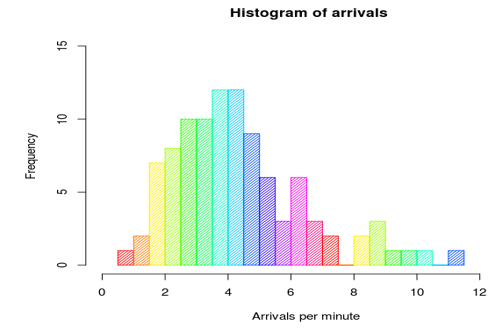 Histogram of arrivals
15
10
5
0
Frequency
0 2 4 6 8 10 12
Arrivals per minute